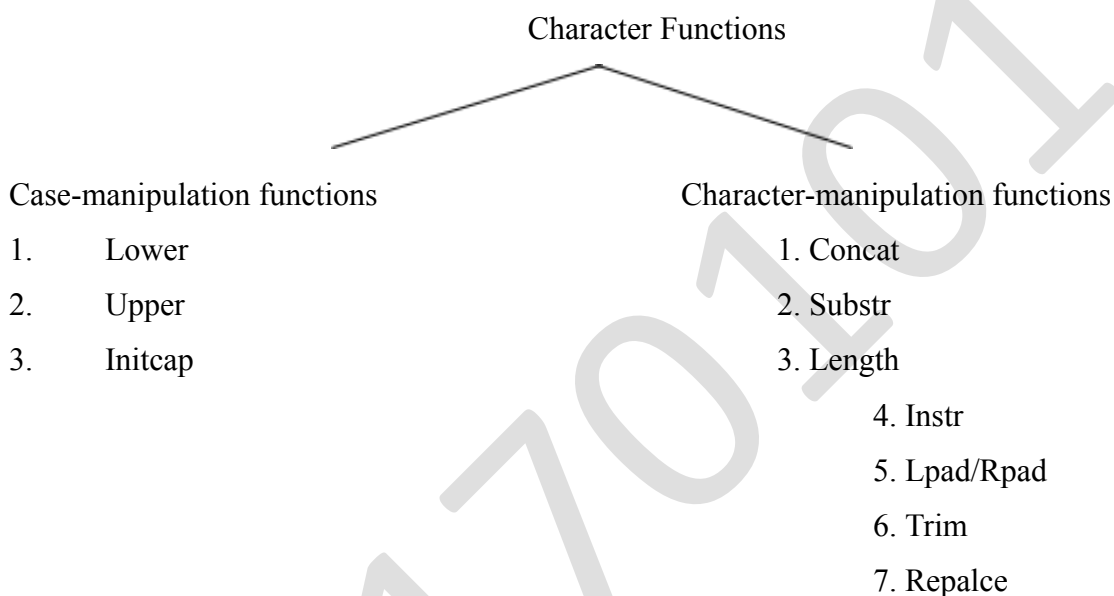 Character Functions
Case-manipulation functions
1. Lower
2. Upper
3. Initcap
Character-manipulation functions
1. Concat
2. Substr
3. Length
4. Instr
5. Lpad/Rpad
6. Trim
7. Repalce
170101